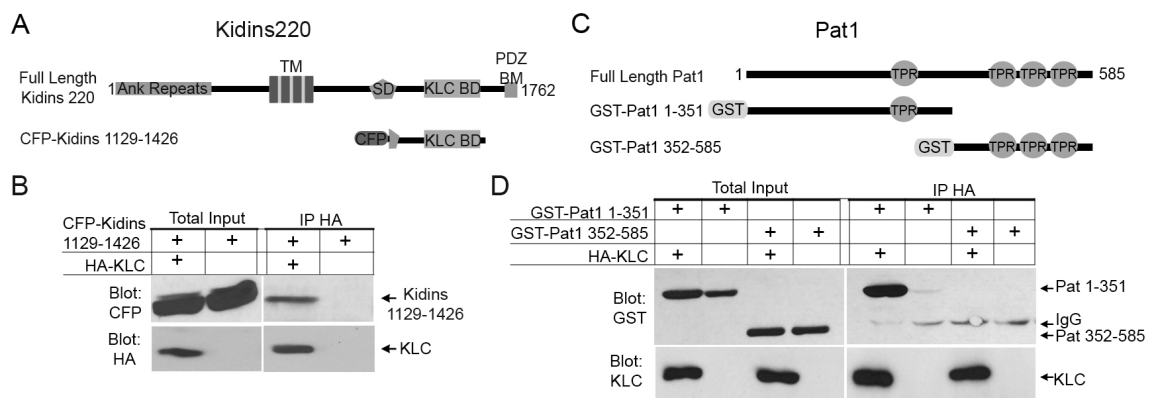 A
Kidins220
Full Length
Kidins 220
1
Ank Repeats
TM
SD
KLC BD
PDZ
BM
1762
CFP-Kidins 1129-1426
CFP
KLC BD
B
CFP-Kidins
1129-1426
Total Input
IP HA
+ + + +
HA-KLC
+ +
Blot:
CFP
Kidins
1129-1426
Blot:
HA
KLC
C
Pat1
Full Length Pat1
1
TPR
TPR TPR TPR
585
GST-Pat1 1-351
GST
TPR
GST-Pat1 352-585
GST
TPR TPR TPR
D
Total Input
IP HA
GST-Pat1 1-351
+ + + +
GST-Pat1 352-585
+ + + +
HA-KLC
+ + + +
Blot:
GST
Pat 1-351
IgG
Pat 352-585
Blot:
KLC
KLC